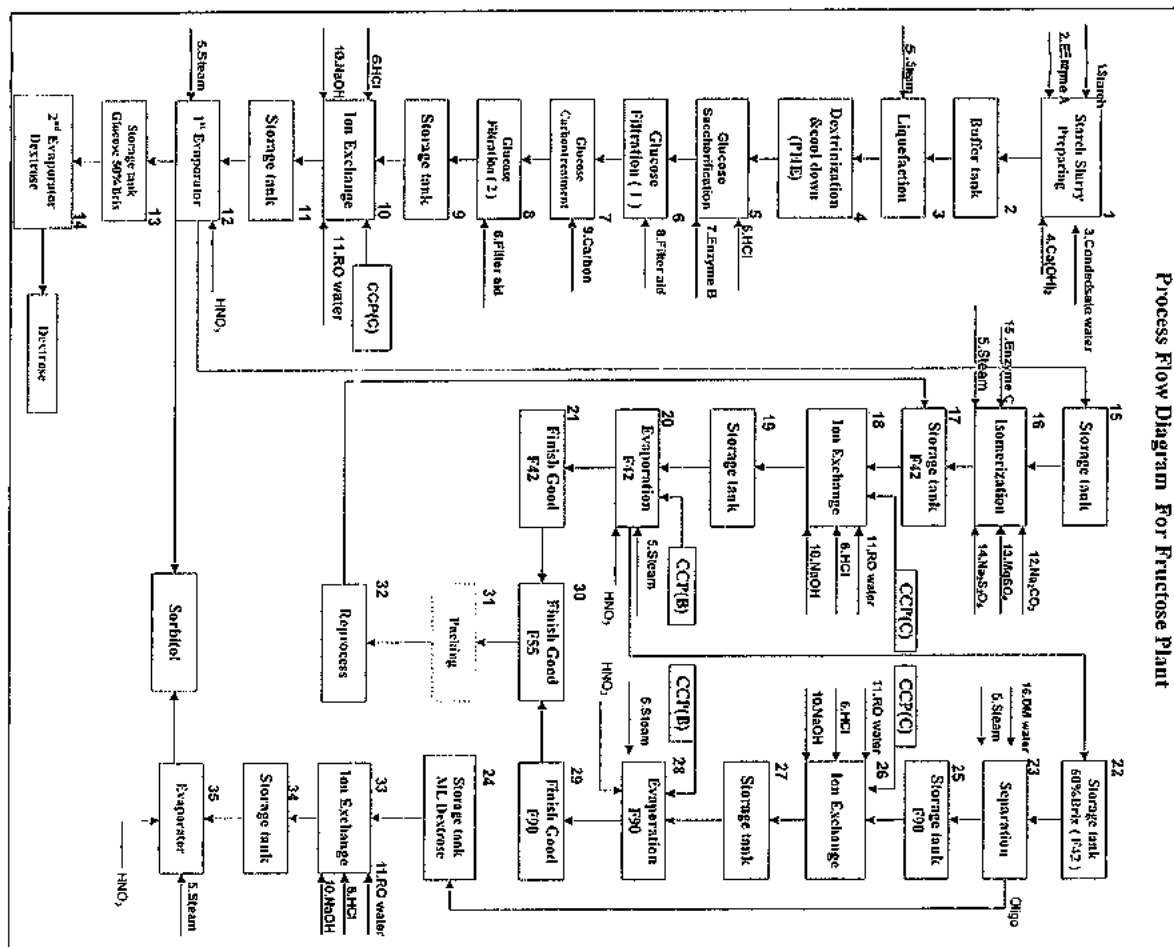 Process Flow Diagram For Fructose Plant
1.Starch
2.Enzyme A
Starch Slurry
Preparing
1
3.Condedsate water
4.Ca(OH)₂
Buffer tank
2
5.Steam
Liquefaction
3
Dextrinization
&cool down
(PHE)
4
Glucose
Saccharification
5
6.HCl
7.Enzyme B
Glucose
Filtration ( 1 )
6
8.Filter aid
Glucose
Carbontreatment
7
9.Carbon
Glucose
Filtration ( 2 )
8
8.Filter aid
Storage
tank
9
6.HCl
10.NaOH
Ion
Exchange
10
CCP(C)
11.RO
water
Storage
tank
11
5.Steam
1st Evaporator
12
HNO₃
Storage tank
Glucose 50% Brix
13
2nd Evaporator
Dextrose
14
Dextrose
15
Storage tank
15.Enzyme C
5.Steam
16
Isomerization
12.Na₂CO₃
13.MgSO₄
14.Na₂S₂O₅
17
Storage tank
F42
18
Ion Exchange
CCP(C)
11.RO water
6.HCl
10.NaOH
19
Storage tank
20
Evaporation
F42
CCP(B)
5.Steam
HNO₃
21
Finish Good
F42
30
Finish Good
F55
31
Packing
32
Reprocess
Sorbitol
22
Storage tank
60%Brix ( F42 )
16.DM water
5.Steam
23
Separation
Oligo
25
Storage tank
F90
CCP(C)
11.RO water
6.HCl
10.NaOH
26
Ion Exchange
27
Storage tank
CCP(B)
5.Steam
HNO₃
28
Evaporation
F90
29
Finish Good
F90
24
Storage tank
ML Dextrose
33
Ion
Exchange
11.RO water
6.HCl
10.NaOH
34
Storage tank
35
Evaporator
5.Steam
HNO₃